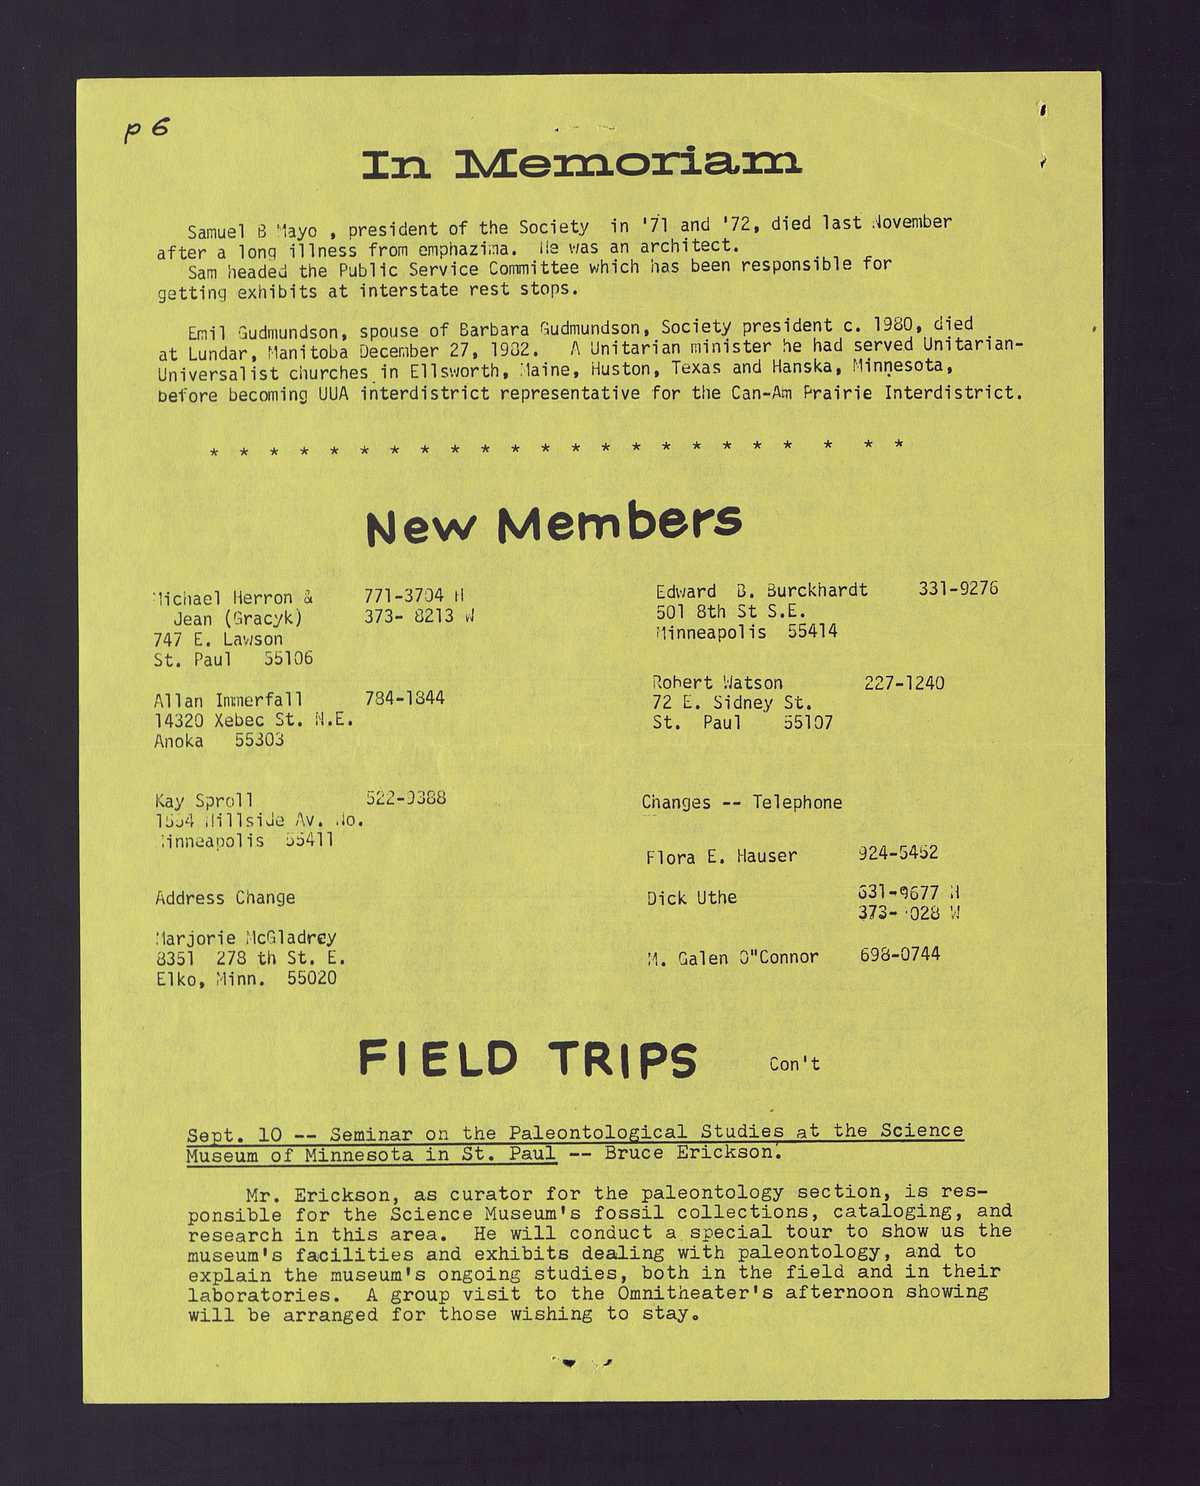 p 6
In Memoriam
Samuel B Mayo , president of the Society in '71 and '72, died last November
after a long illness from emphazima. He was an architect.
Sam headed the Public Service Committee which has been responsible for
getting exhibits at interstate rest stops.
Emil Gudmundson, spouse of Barbara Gudmundson, Society president c. 1980, died
at Lundar, Manitoba December 27, 1982. A Unitarian minister he had served Unitarian-
Universalist churches in Ellsworth, Maine, Huston, Texas and Hanska, Minnesota,
before becoming UUA interdistrict representative for the Can-Am Prairie Interdistrict.
* * * * * * * * * * * * * * * * * * * * * * * *
New Members
Michael Herron & 771-3704 H
Jean (Gracyk) 373- 8213 W
747 E. Lawson
St. Paul 55106
Allan Immerfall 784-1844
14320 Xebec St. N.E.
Anoka 55303
Kay Sproll 522-9388
Hillside Av. No.
Minneapolis 55411
Address Change
Marjorie McGladrey
8351 278 th St. E.
Elko, Minn. 55020
Edward B. Burckhardt 331-9276
501 8th St S.E.
Minneapolis 55414
Robert Watson 227-1240
72 E. Sidney St.
St. Paul 55107
Changes -- Telephone
Flora E. Hauser 924-5452
Dick Uthe 631-9677 H
373- 028 W
M. Galen O"Connor 698-0744
FIELD TRIPS Con't
Sept. 10 -- Seminar on the Paleontological Studies at the Science
Museum of Minnesota in St. Paul -- Bruce Erickson.
Mr. Erickson, as curator for the paleontology section, is res-
ponsible for the Science Museum's fossil collections, cataloging, and
research in this area. He will conduct a special tour to show us the
museum's facilities and exhibits dealing with paleontology, and to
explain the museum's ongoing studies, both in the field and in their
laboratories. A group visit to the Omnitheater's afternoon showing
will be arranged for those wishing to stay.